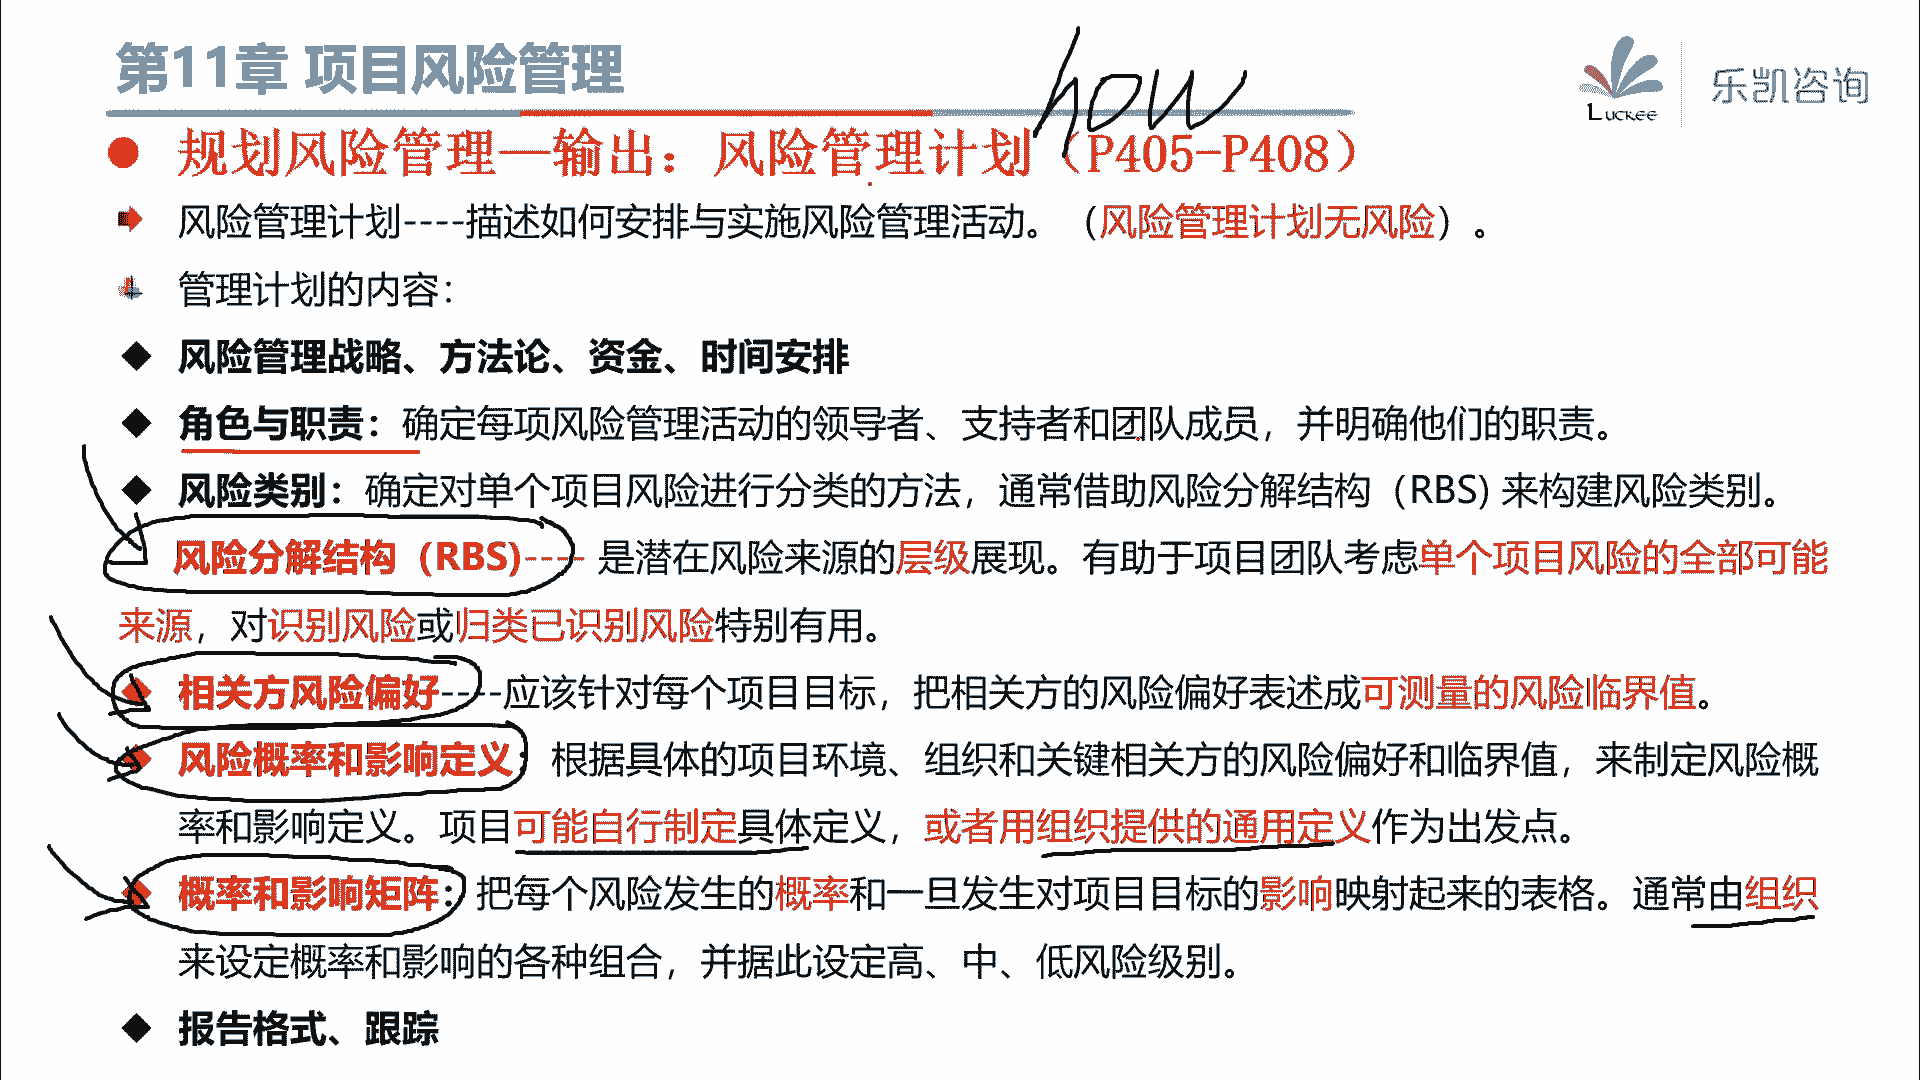 第11章 项目风险管理
how
LUCKEE
乐凯咨询
规划风险管理—输出：风险管理计划（P405-P408）
风险管理计划----描述如何安排与实施风险管理活动。（风险管理计划无风险）。
管理计划的内容：
风险管理战略、方法论、资金、时间安排
角色与职责：确定每项风险管理活动的领导者、支持者和团队成员，并明确他们的职责。
风险类别：确定对单个项目风险进行分类的方法，通常借助风险分解结构（RBS) 来构建风险类别。
风险分解结构（RBS)---- 是潜在风险来源的层级展现。有助于项目团队考虑单个项目风险的全部可能
来源，对识别风险或归类已识别风险特别有用。
相关方风险偏好----应该针对每个项目目标，把相关方的风险偏好表述成可测量的风险临界值。
风险概率和影响定义：根据具体的项目环境、组织和关键相关方的风险偏好和临界值，来制定风险概
率和影响定义。项目可能自行制定具体定义，或者用组织提供的通用定义作为出发点。
概率和影响矩阵：把每个风险发生的概率和一旦发生对项目目标的影响映射起来的表格。通常由组织
来设定概率和影响的各种组合，并据此设定高、中、低风险级别。
报告格式、跟踪